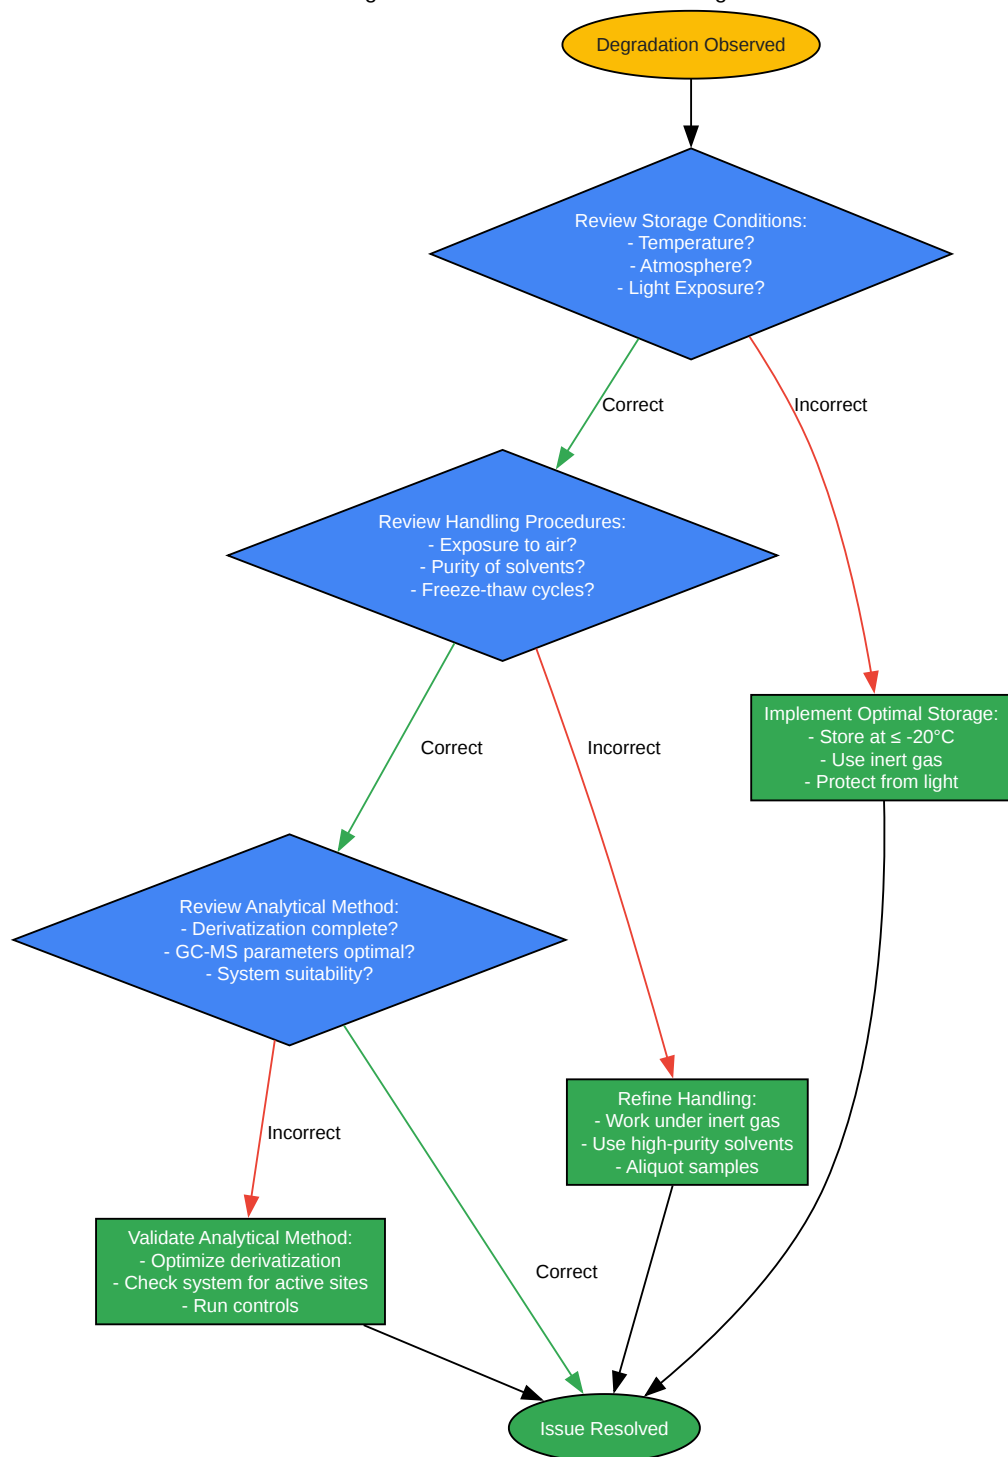 Degradation Observed
Review Storage Conditions:
- Temperature?
- Atmosphere?
- Light Exposure?
Correct
Incorrect
Review Handling Procedures:
- Exposure to air?
- Purity of solvents?
- Freeze-thaw cycles?
Implement Optimal Storage:
- Store at ≤ -20°C
- Use inert gas
- Protect from light
Correct
Incorrect
Review Analytical Method:
- Derivatization complete?
- GC-MS parameters optimal?
- System suitability?
Refine Handling:
- Work under inert gas
- Use high-purity solvents
- Aliquot samples
Incorrect
Validate Analytical Method:
- Optimize derivatization
- Check system for active sites
- Run controls
Correct
Issue Resolved